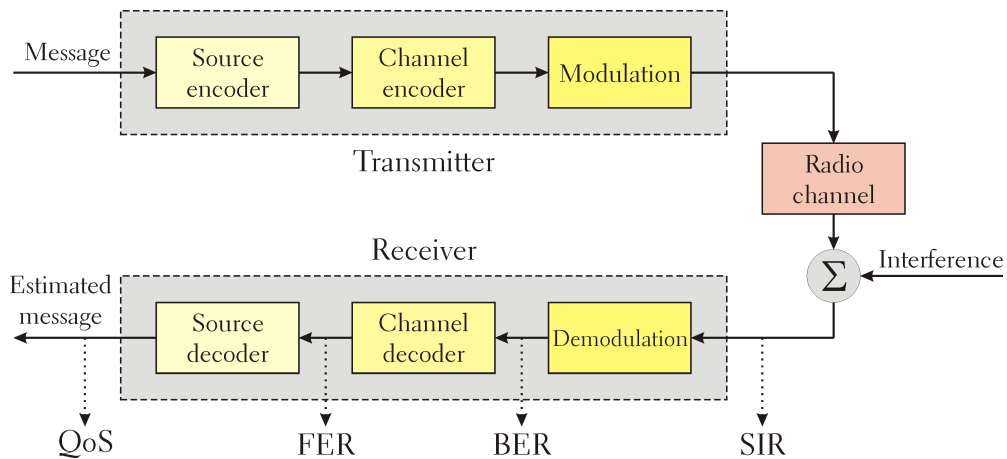 Message
Source
encoder
Channel
encoder
Modulation
Transmitter
Radio
channel
Receiver
Σ
Interference
Estimated
message
Source
decoder
Channel
decoder
Demodulation
QoS
FER
BER
SIR